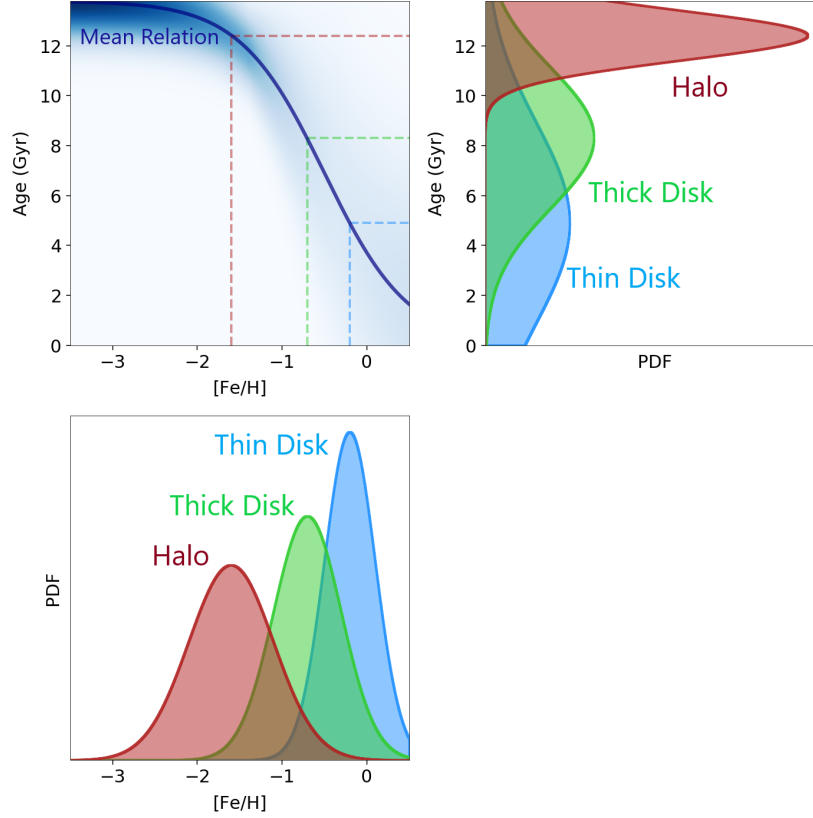 Mean Relation
Age (Gyr)
12
10
8
6
4
2
0
−3
−2
−1
0
[Fe/H]
Halo
Thick Disk
Thin Disk
Age (Gyr)
12
10
8
6
4
2
0
PDF
Thin Disk
Thick Disk
Halo
PDF
−3
−2
−1
0
[Fe/H]